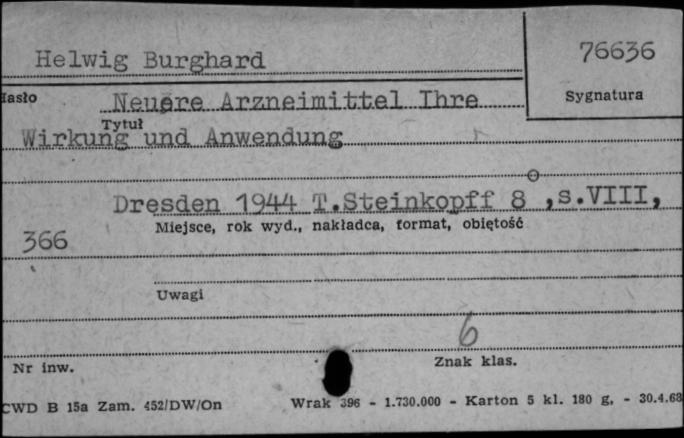 Helwig Burghard
76636
Hasło
Sygnatura
Neuere Arzneimittel Ihre
Tytuł
Wirkung und Anwendung
Dresden 1944 T.Steinkopff 8°,s.VIII,
Miejsce, rok wyd., nakładca, format, objętość
366
Uwagi
6
Nr inw.
Znak klas.
CWD B 15a Zam. 452/DW/On
Wrak 396 - 1.730.000 - Karton 5 kl. 180 g. - 30.4.68